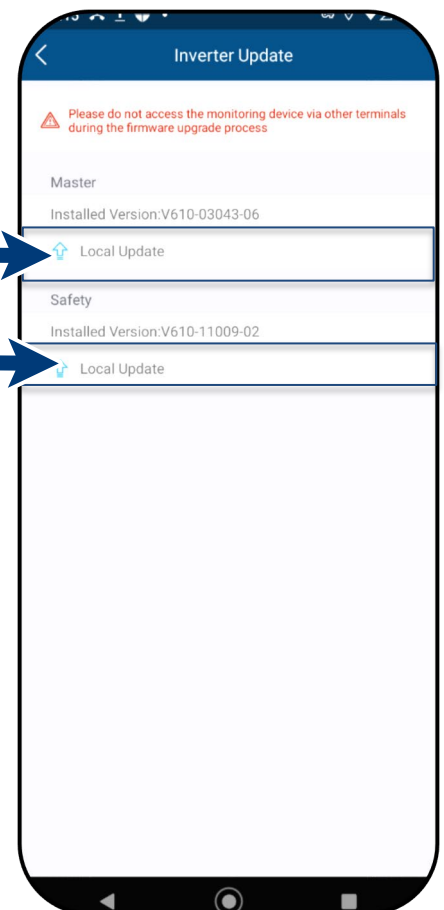 Inverter Update
Please do not access the monitoring device via other terminals
during the firmware upgrade process
Master
Installed Version:V610-03043-06
Local Update
Safety
Installed Version:V610-11009-02
Local Update